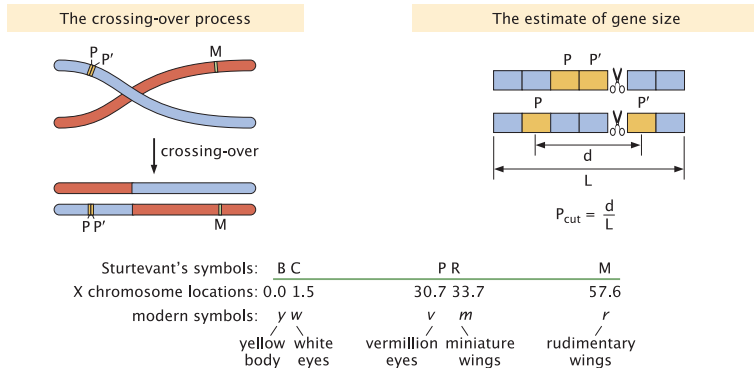 The crossing-over process
P
P′
M
crossing-over
P P′
M
The estimate of gene size
P P′
P P′
d
L
P_cut = d/L
Sturtevant's symbols: B C P R M
X chromosome locations: 0.0 1.5 30.7 33.7 57.6
modern symbols: y w v m r
yellow white vermillion miniature rudimentary
body eyes eyes wings wings